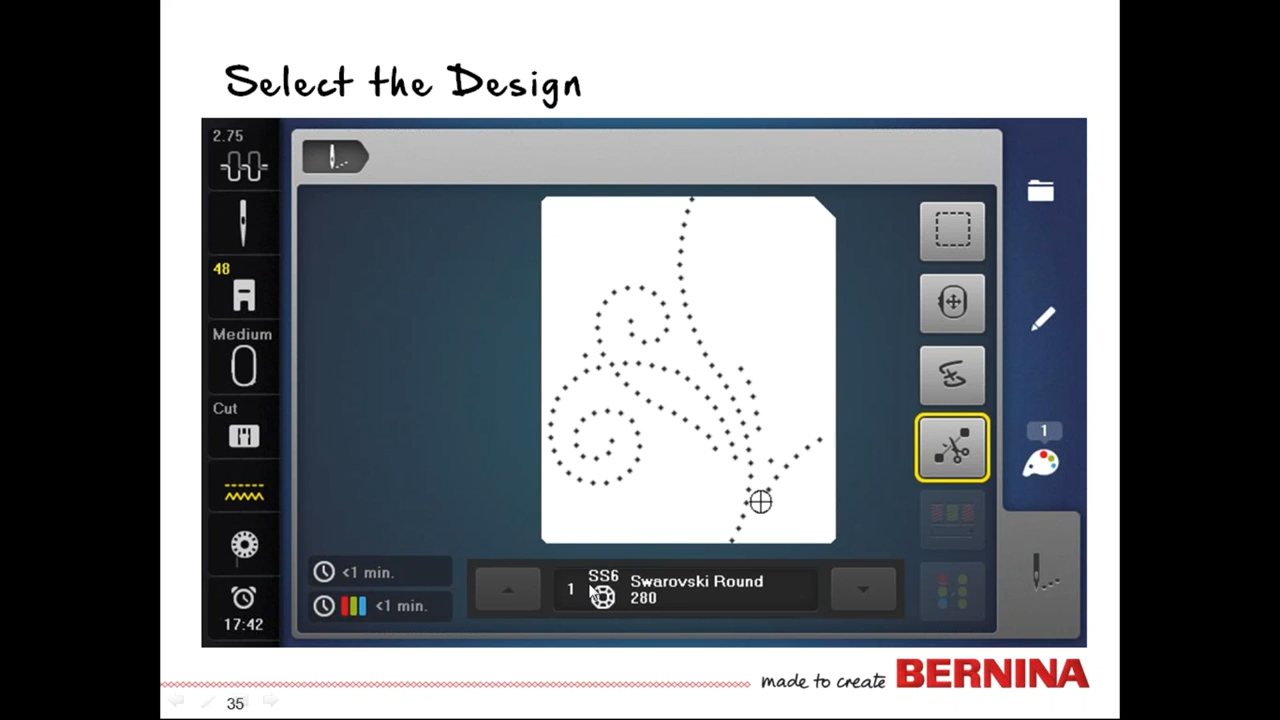 Select the Design
2.75
48
Medium
Cut
17:42
<1 min.
<1 min.
1
SS6
Swarovski Round
280
1
made to create BERNINA
35